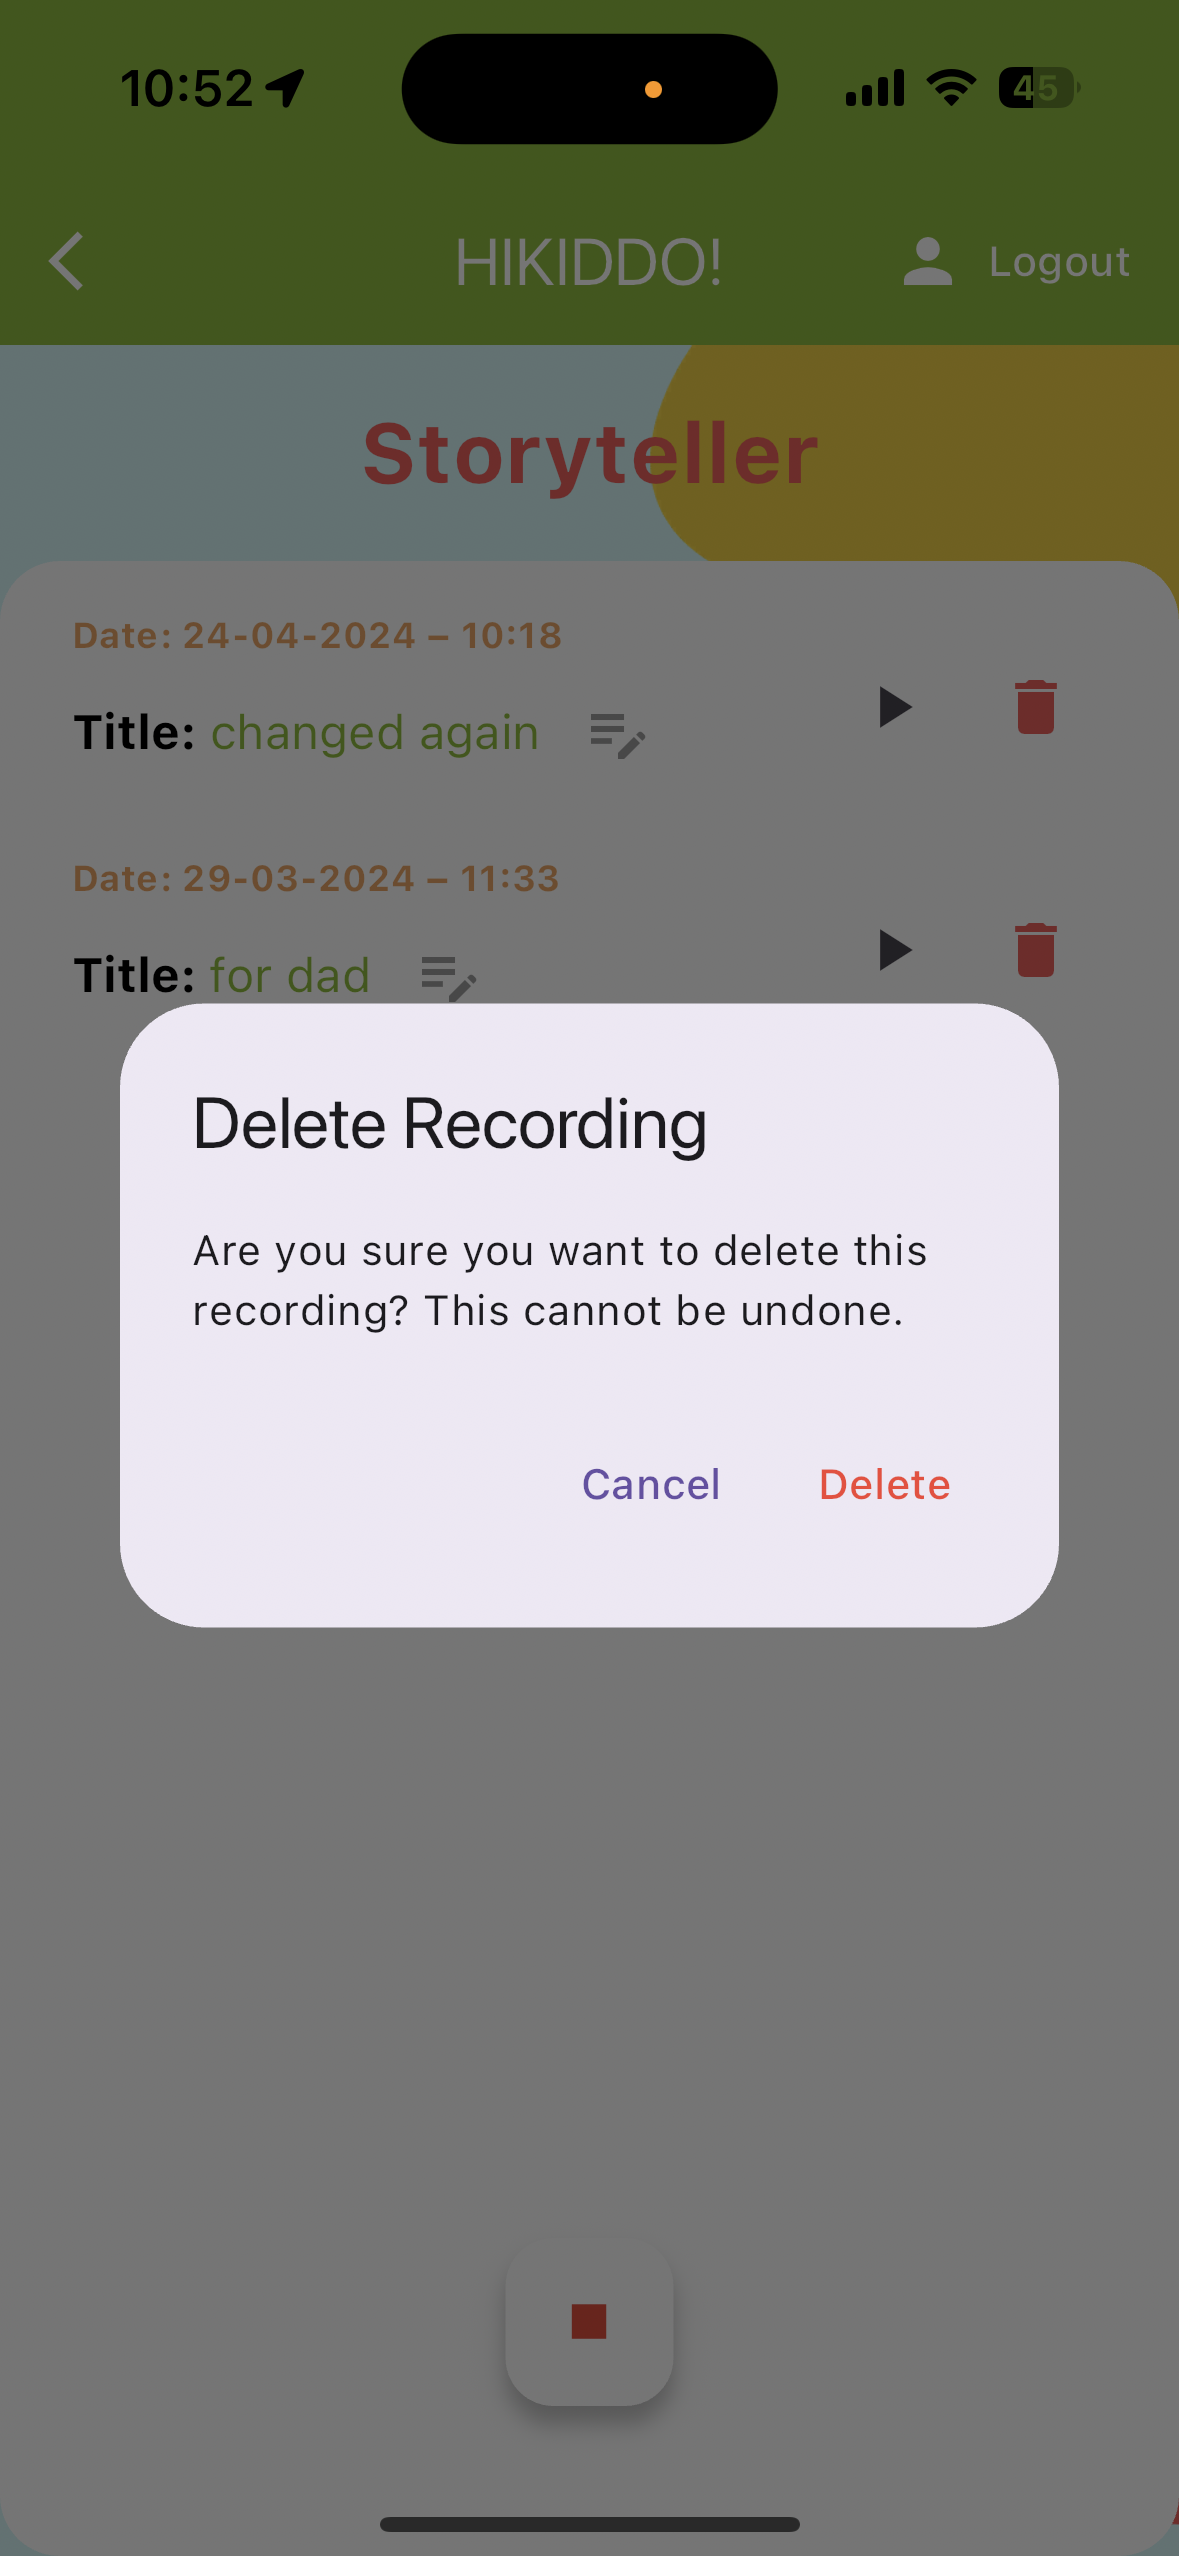 10:52
45
HIKIDDO!
Logout
Storyteller
Date: 24-04-2024 – 10:18
Title: changed again
Date: 29-03-2024 – 11:33
Title: for dad
Delete Recording
Are you sure you want to delete this
recording? This cannot be undone.
Cancel
Delete